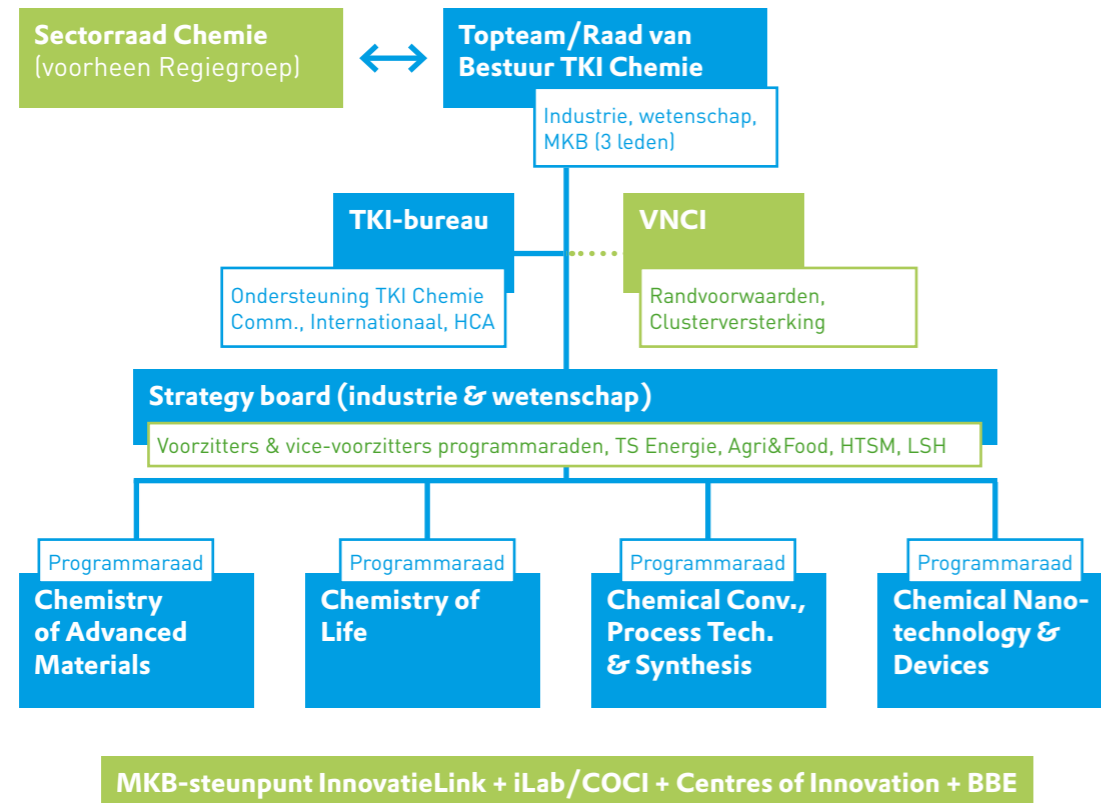 Sectorraad Chemie
(voorheen Regiegroep)
Topteam/Raad van
Bestuur TKI Chemie
Industrie, wetenschap,
MKB (3 leden)
TKI-bureau
Ondersteuning TKI Chemie
Comm., Internationaal, HCA
VNCI
Randvoorwaarden,
Clusterversterking
Strategy board (industrie & wetenschap)
Voorzitters & vice-voorzitters programmaraden, TS Energie, Agri&Food, HTSM, LSH
Programmaraad
Chemistry
of Advanced
Materials
Programmaraad
Chemistry of
Life
Programmaraad
Chemical Conv.,
Process Tech.
& Synthesis
Programmaraad
Chemical Nano-
technology &
Devices
MKB-steunpunt InnovatieLink + iLab/COCI + Centres of Innovation + BBE